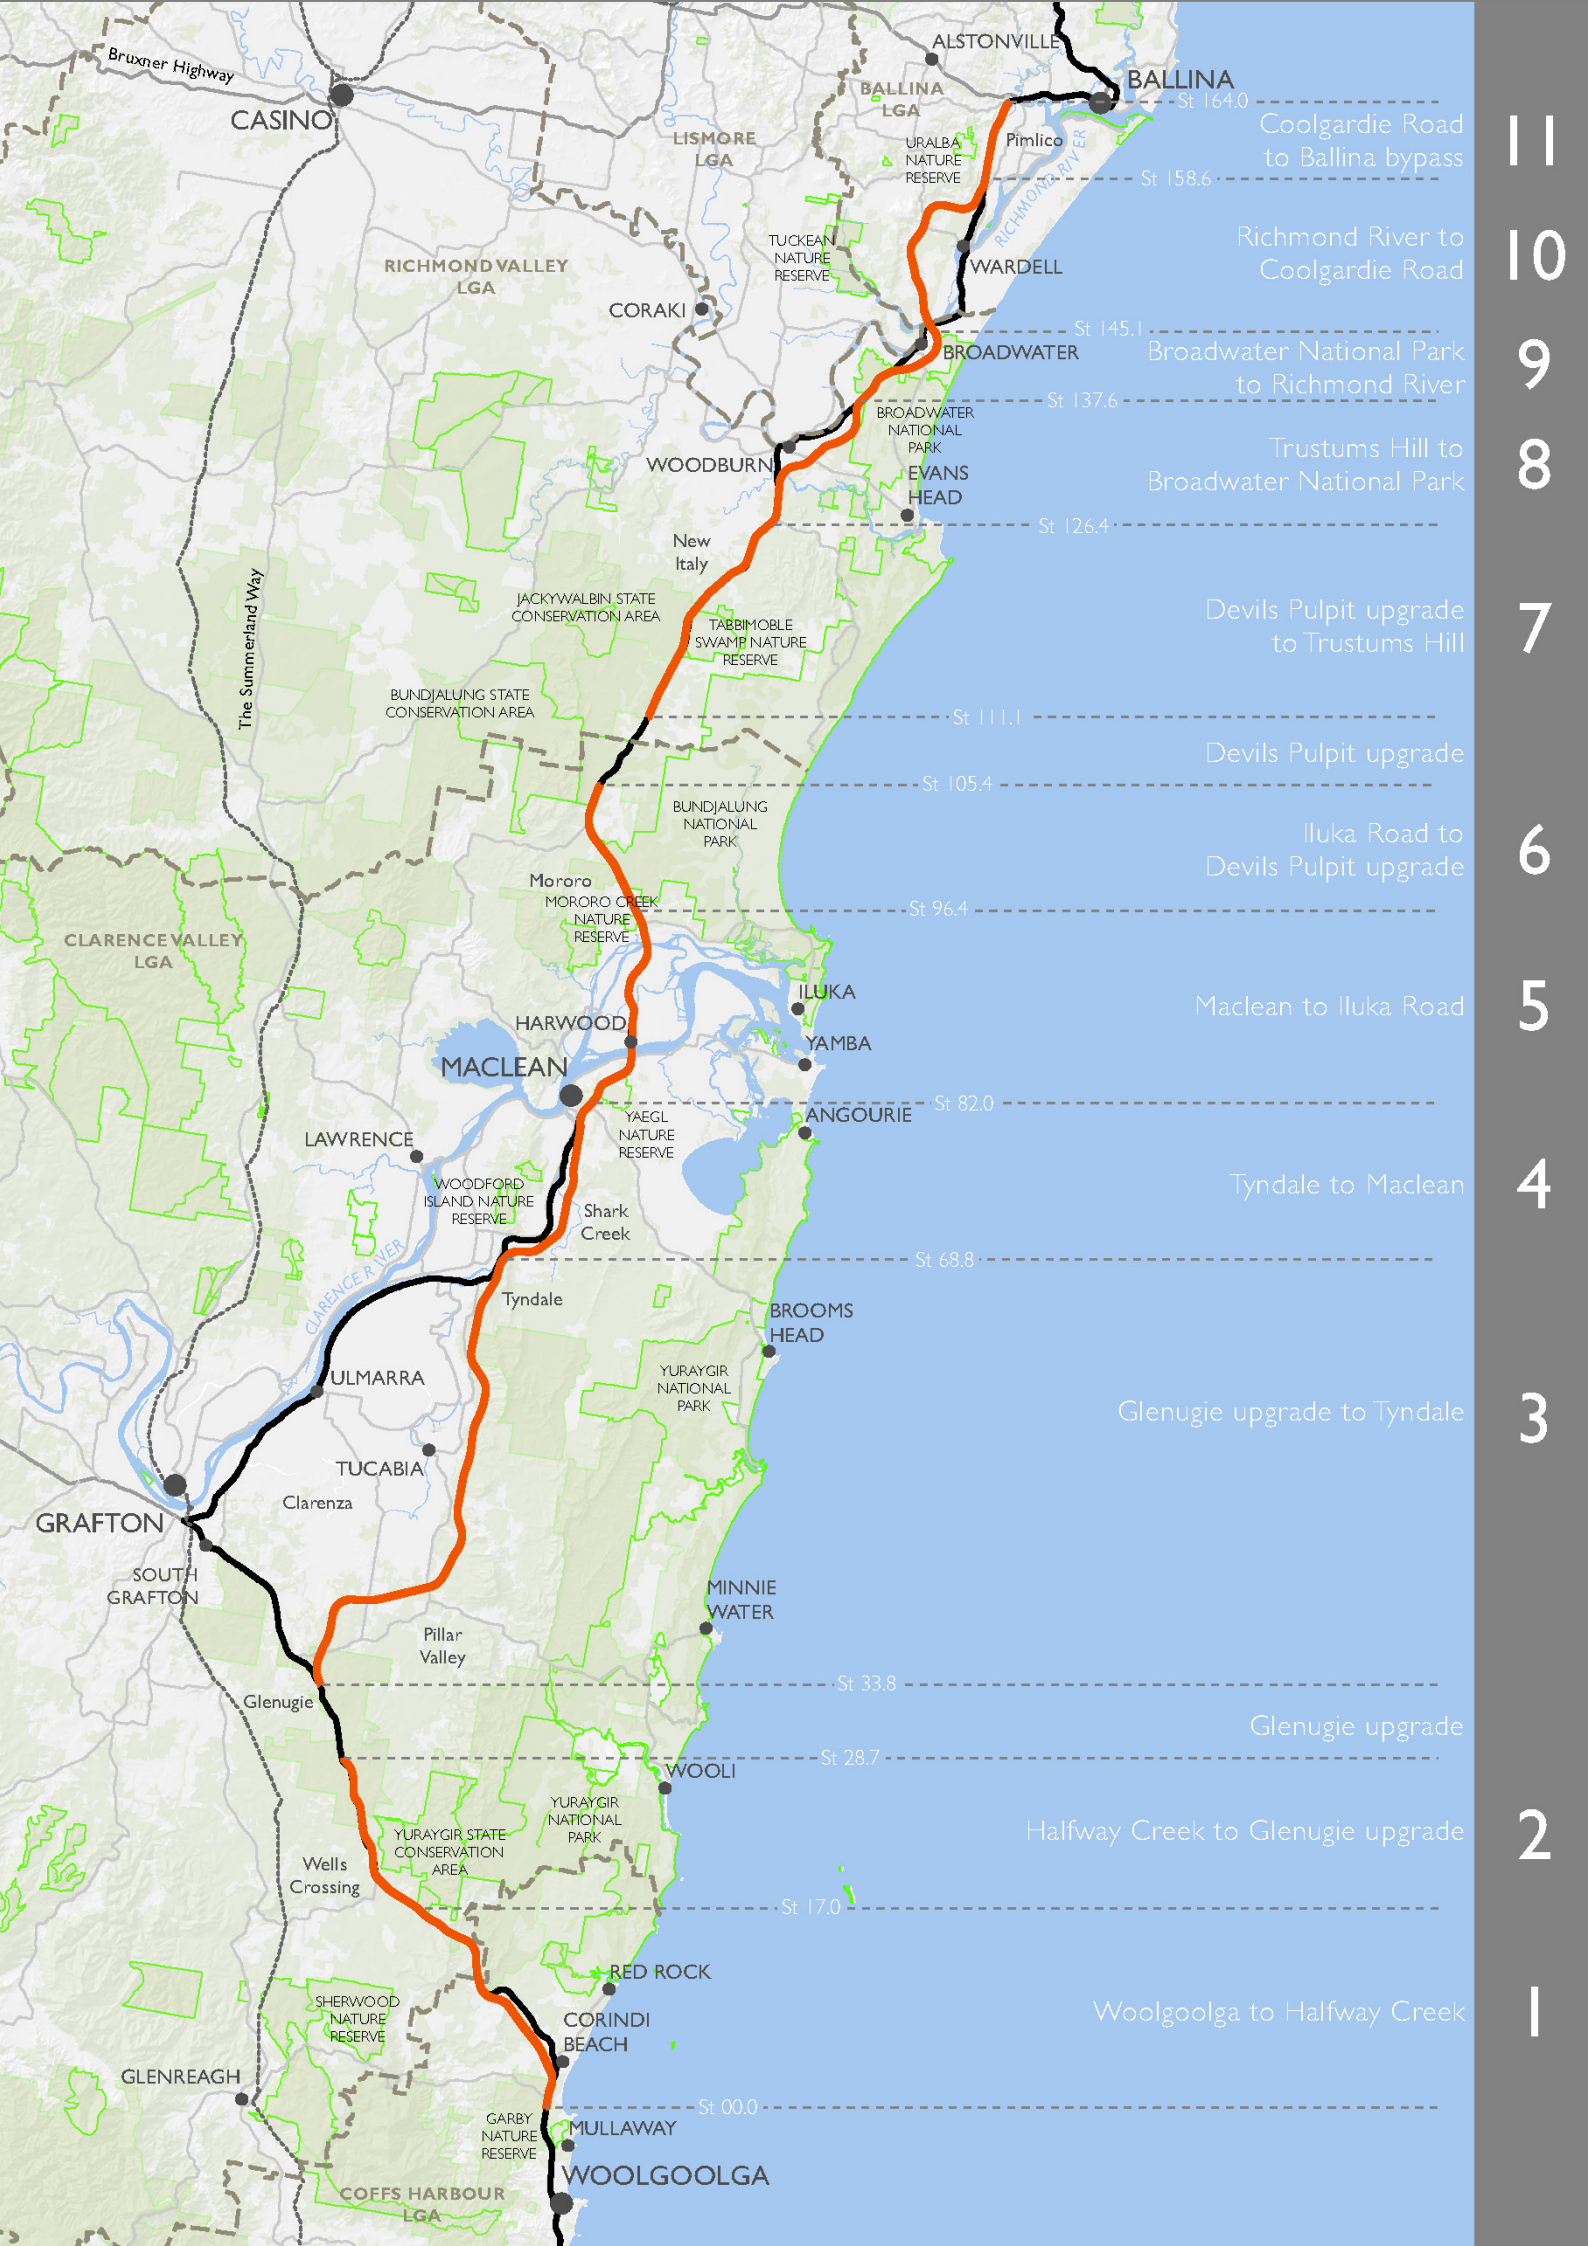 ALSTONVILLE
Bruxner Highway
BALLINA
BALLINA
LGA
St 164.0
CASINO
Coolgardie Road
to Ballina bypass
11
LISMORE
LGA
URALBA
NATURE
RESERVE
Pimlico
RICHMOND RIVER
St 158.6
TUCKEAN
NATURE
RESERVE
Richmond River to
Coolgardie Road
10
RICHMOND VALLEY
LGA
WARDELL
CORAKI
St 145.1
BROADWATER
Broadwater National Park
to Richmond River
9
St 137.6
BROADWATER
NATIONAL
PARK
WOODBURN
Trustums Hill to
Broadwater National Park
8
EVANS
HEAD
St 126.4
New
Italy
The Summerland Way
JACKYWALBIN STATE
CONSERVATION AREA
TABBIMOBLE
SWAMP NATURE
RESERVE
Devils Pulpit upgrade
to Trustums Hill
7
BUNDJALUNG STATE
CONSERVATION AREA
St 111.1
Devils Pulpit upgrade
St 105.4
BUNDJALUNG
NATIONAL
PARK
Iluka Road to
Devils Pulpit upgrade
6
Mororo
MORORO CREEK
NATURE
RESERVE
St 96.4
CLARENCE VALLEY
LGA
ILUKA
Maclean to Iluka Road
5
HARWOOD
YAMBA
MACLEAN
St 82.0
ANGOURIE
YAEGL
NATURE
RESERVE
LAWRENCE
WOODFORD
ISLAND NATURE
RESERVE
Tyndale to Maclean
4
Shark
Creek
CLARENCE RIVER
St 68.8
Tyndale
BROOMS
HEAD
ULMARRA
YURAYGIR
NATIONAL
PARK
Glenugie upgrade to Tyndale
3
TUCABIA
Clarenza
GRAFTON
SOUTH
GRAFTON
MINNIE
WATER
Pillar
Valley
St 33.8
Glenugie
Glenugie upgrade
St 28.7
WOOLI
YURAYGIR
NATIONAL
PARK
YURAYGIR STATE
CONSERVATION
AREA
Halfway Creek to Glenugie upgrade
2
Wells
Crossing
St 17.0
RED ROCK
SHERWOOD
NATURE
RESERVE
CORINDI
BEACH
Woolgoolga to Halfway Creek
1
GLENREAGH
St 00.0
GARBY
NATURE
RESERVE
MULLAWAY
WOOLGOOLGA
COFFS HARBOUR
LGA